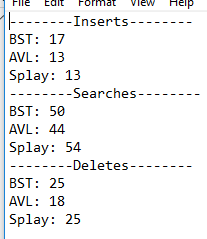 File Edit Format View Help
--------Inserts--------
BST: 17
AVL: 13
Splay: 13
--------Searches--------
BST: 50
AVL: 44
Splay: 54
--------Deletes--------
BST: 25
AVL: 18
Splay: 25